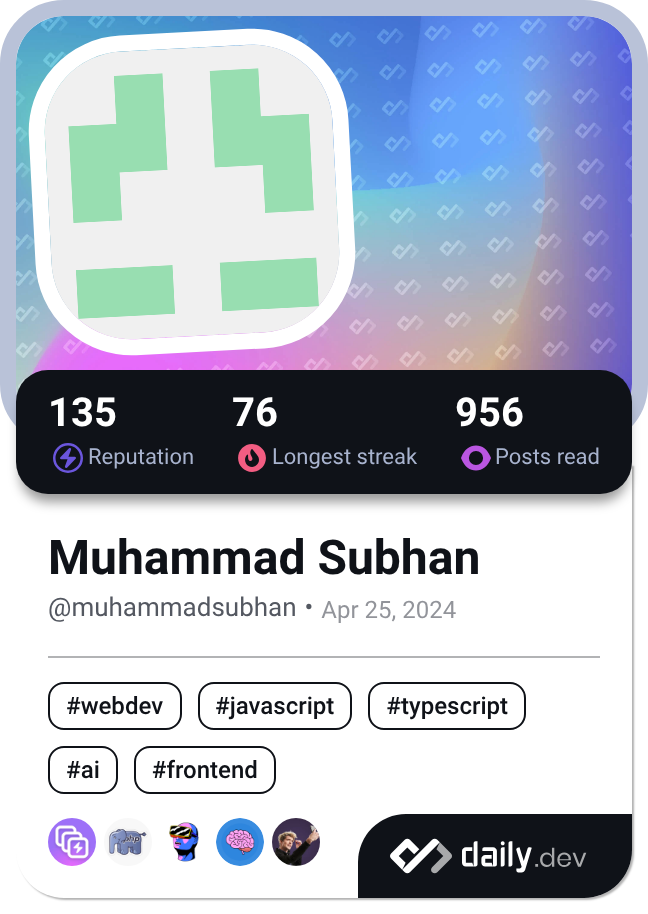 135 76 956
Reputation Longest streak Posts read
Muhammad Subhan
@muhammadsubhan • Apr 25, 2024
#webdev #javascript #typescript
#ai #frontend
php
daily.dev